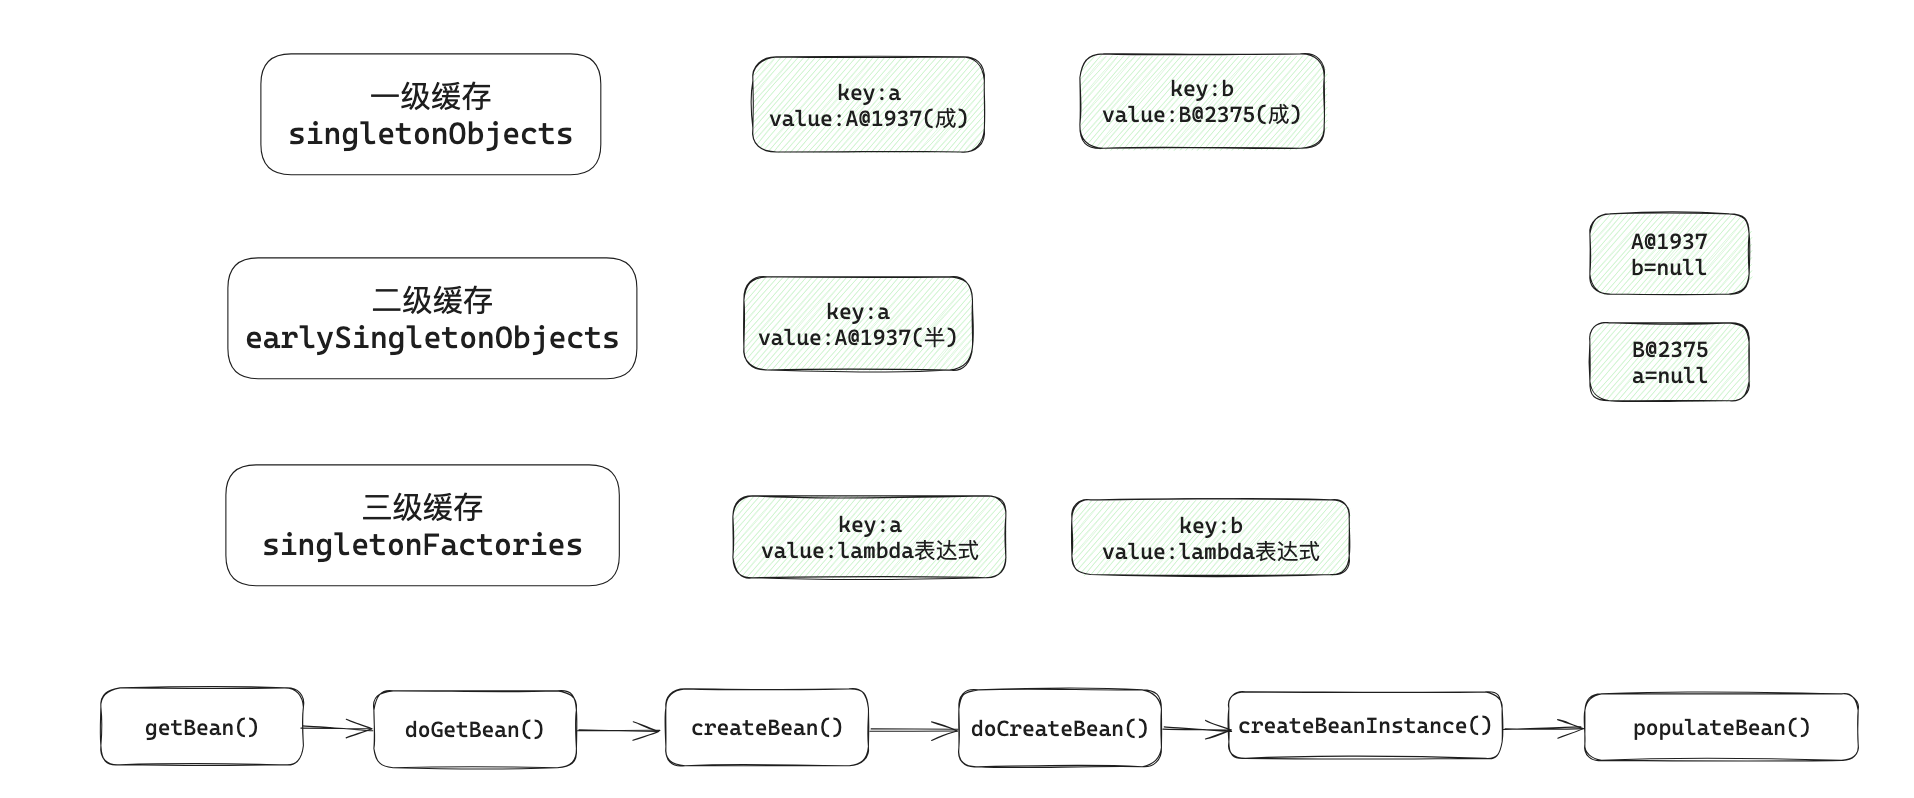 一级缓存
singletonObjects
key:a
value:A@1937(成)
key:b
value:B@2375(成)
A@1937
b=null
二级缓存
earlySingletonObjects
key:a
value:A@1937(半)
B@2375
a=null
三级缓存
singletonFactories
key:a
value:lambda表达式
key:b
value:lambda表达式
getBean()
doGetBean()
createBean()
doCreateBean()
createBeanInstance()
populateBean()